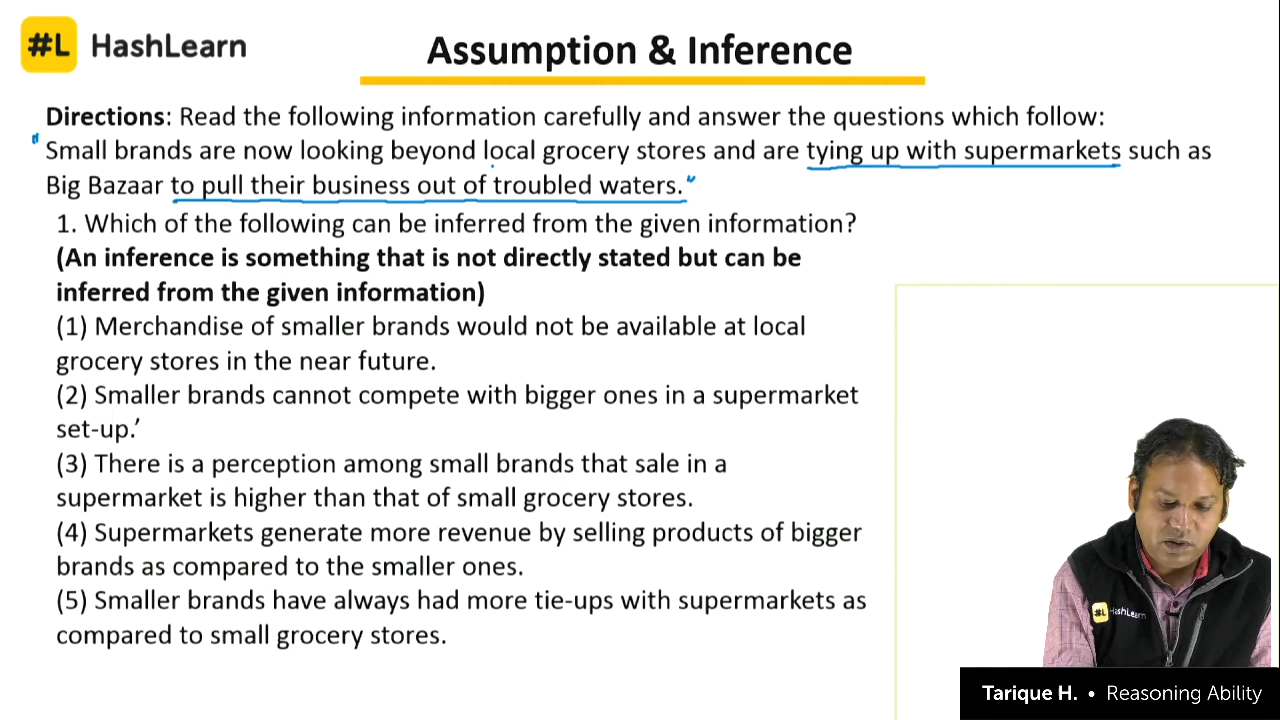 #L HashLearn
Assumption & Inference
Directions: Read the following information carefully and answer the questions which follow:
Small brands are now looking beyond local grocery stores and are tying up with supermarkets such as
Big Bazaar to pull their business out of troubled waters.
1. Which of the following can be inferred from the given information?
(An inference is something that is not directly stated but can be
inferred from the given information)
(1) Merchandise of smaller brands would not be available at local
grocery stores in the near future.
(2) Smaller brands cannot compete with bigger ones in a supermarket
set-up.’
(3) There is a perception among small brands that sale in a
supermarket is higher than that of small grocery stores.
(4) Supermarkets generate more revenue by selling products of bigger
brands as compared to the smaller ones.
(5) Smaller brands have always had more tie-ups with supermarkets as
compared to small grocery stores.
#L HashLearn
Tarique H. • Reasoning Ability